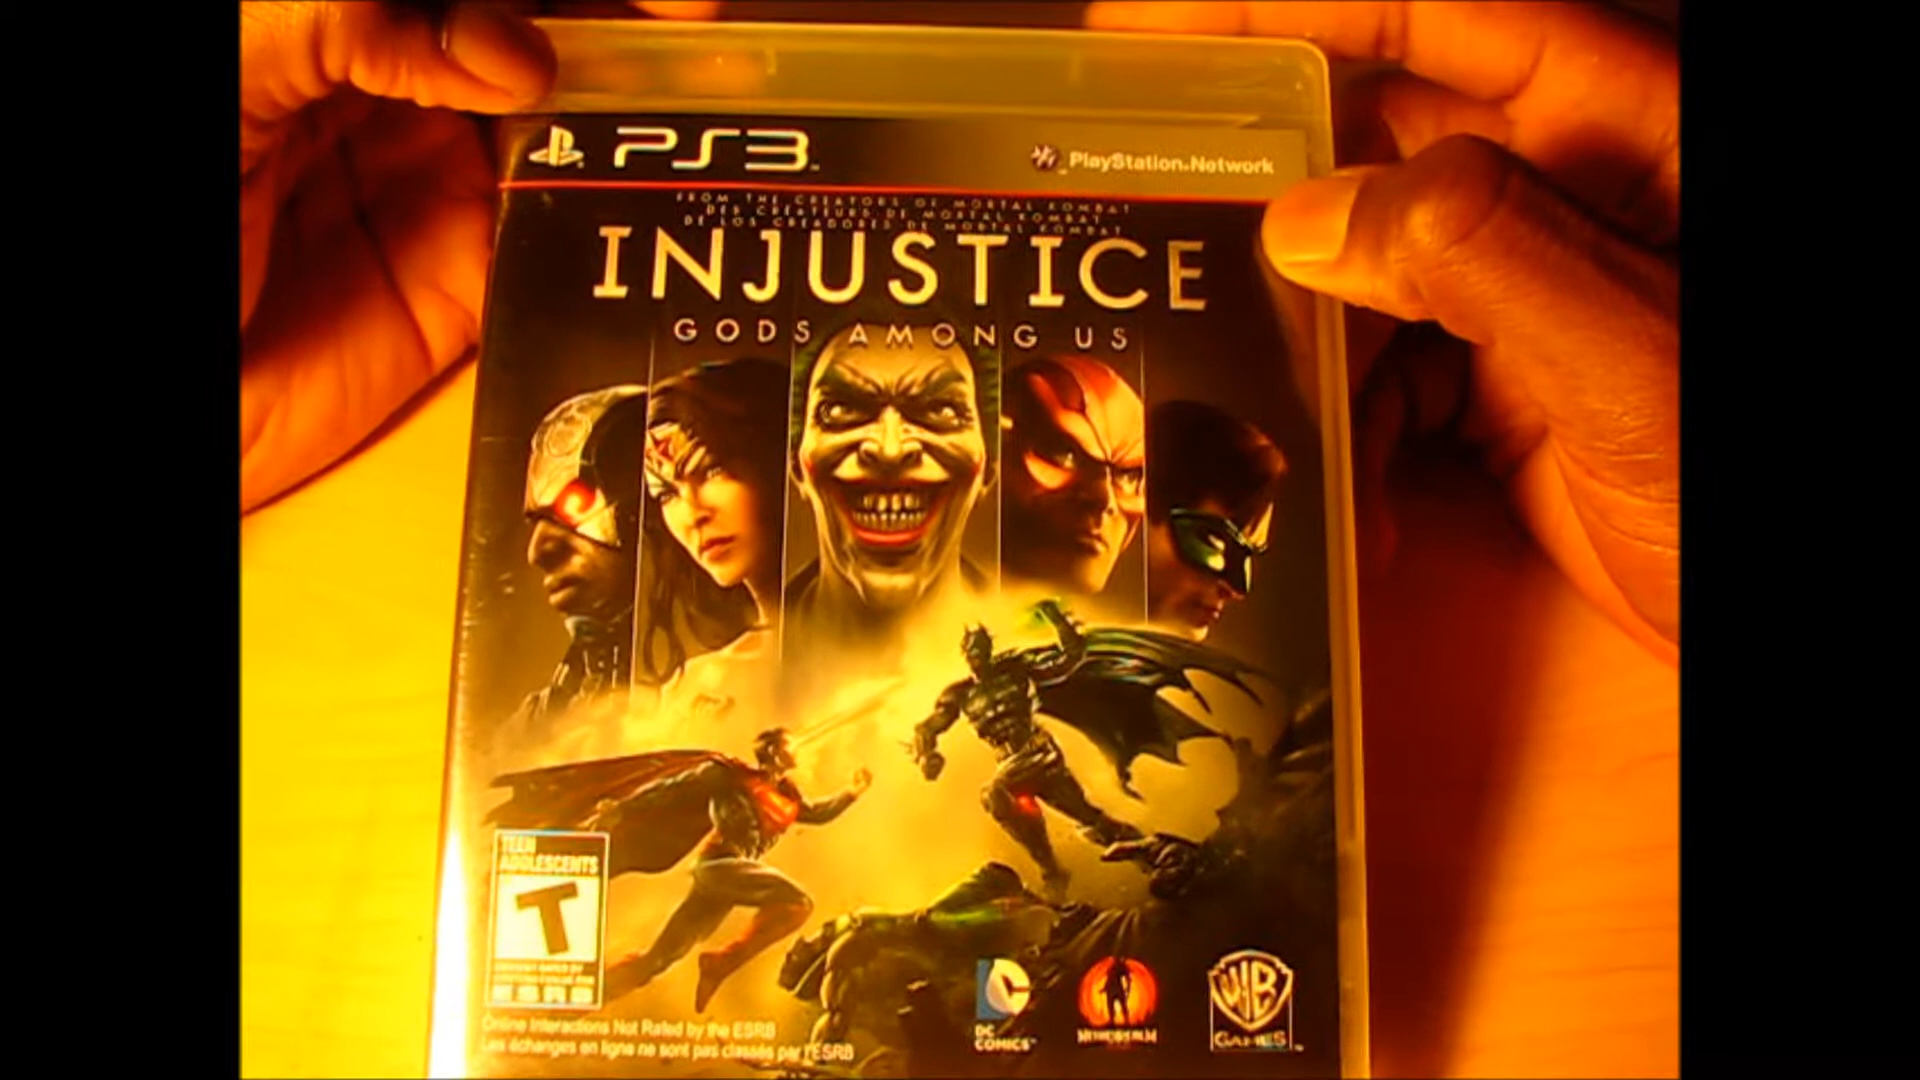 PS3
PlayStation Network
FROM THE CREATORS OF MORTAL KOMBAT
DES CRÉATEURS DE MORTAL KOMBAT
DE LOS CREADORES DE MORTAL KOMBAT
INJUSTICE
GODS AMONG US
TEEN
ADOLESCENTS
T
ESRB
Online Interactions Not Rated by the ESRB
Les échanges en ligne ne sont pas classés par l'ESRB
DC
COMICS
NETHERREALM
WB
GAMES